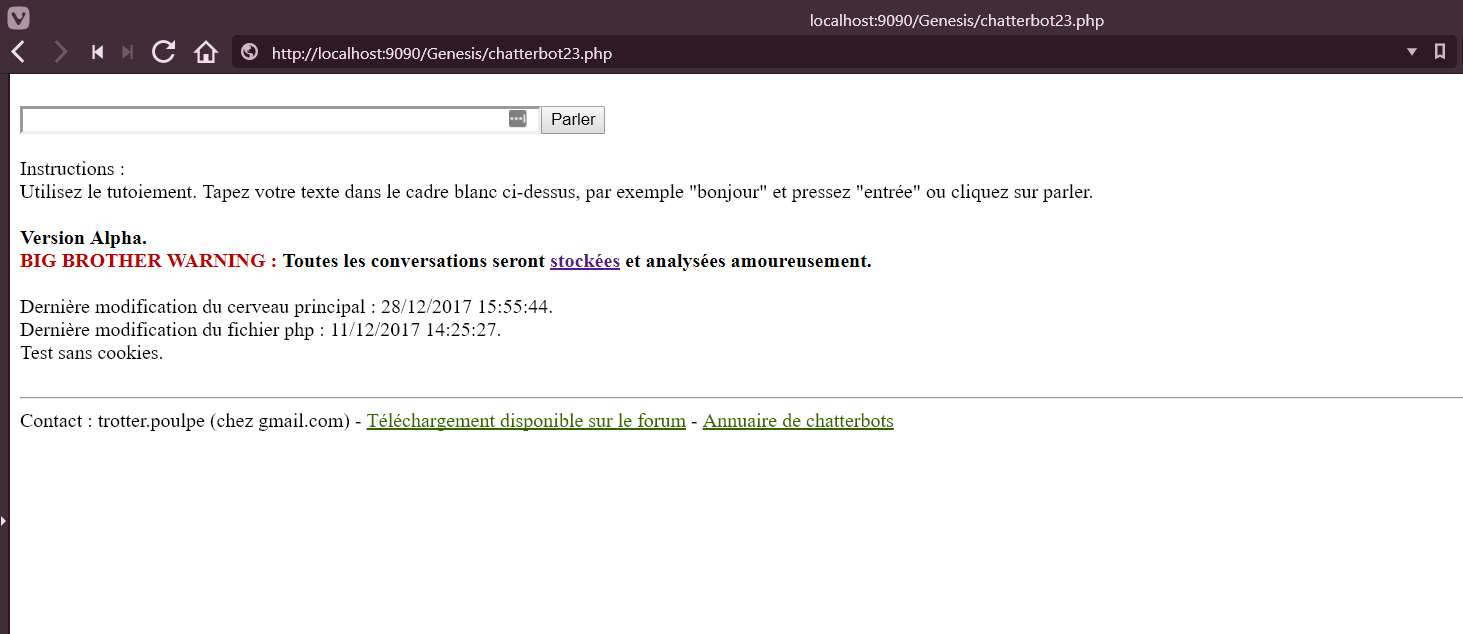 localhost:9090/Genesis/chatterbot23.php
http://localhost:9090/Genesis/chatterbot23.php
Parler
Instructions :
Utilisez le tutoiement. Tapez votre texte dans le cadre blanc ci-dessus, par exemple "bonjour" et pressez "entrée" ou cliquez sur parler.
Version Alpha.
BIG BROTHER WARNING : Toutes les conversations seront stockées et analysées amoureusement.
Dernière modification du cerveau principal : 28/12/2017 15:55:44.
Dernière modification du fichier php : 11/12/2017 14:25:27.
Test sans cookies.
Contact : trotter.poulpe (chez gmail.com) - Téléchargement disponible sur le forum - Annuaire de chatterbots